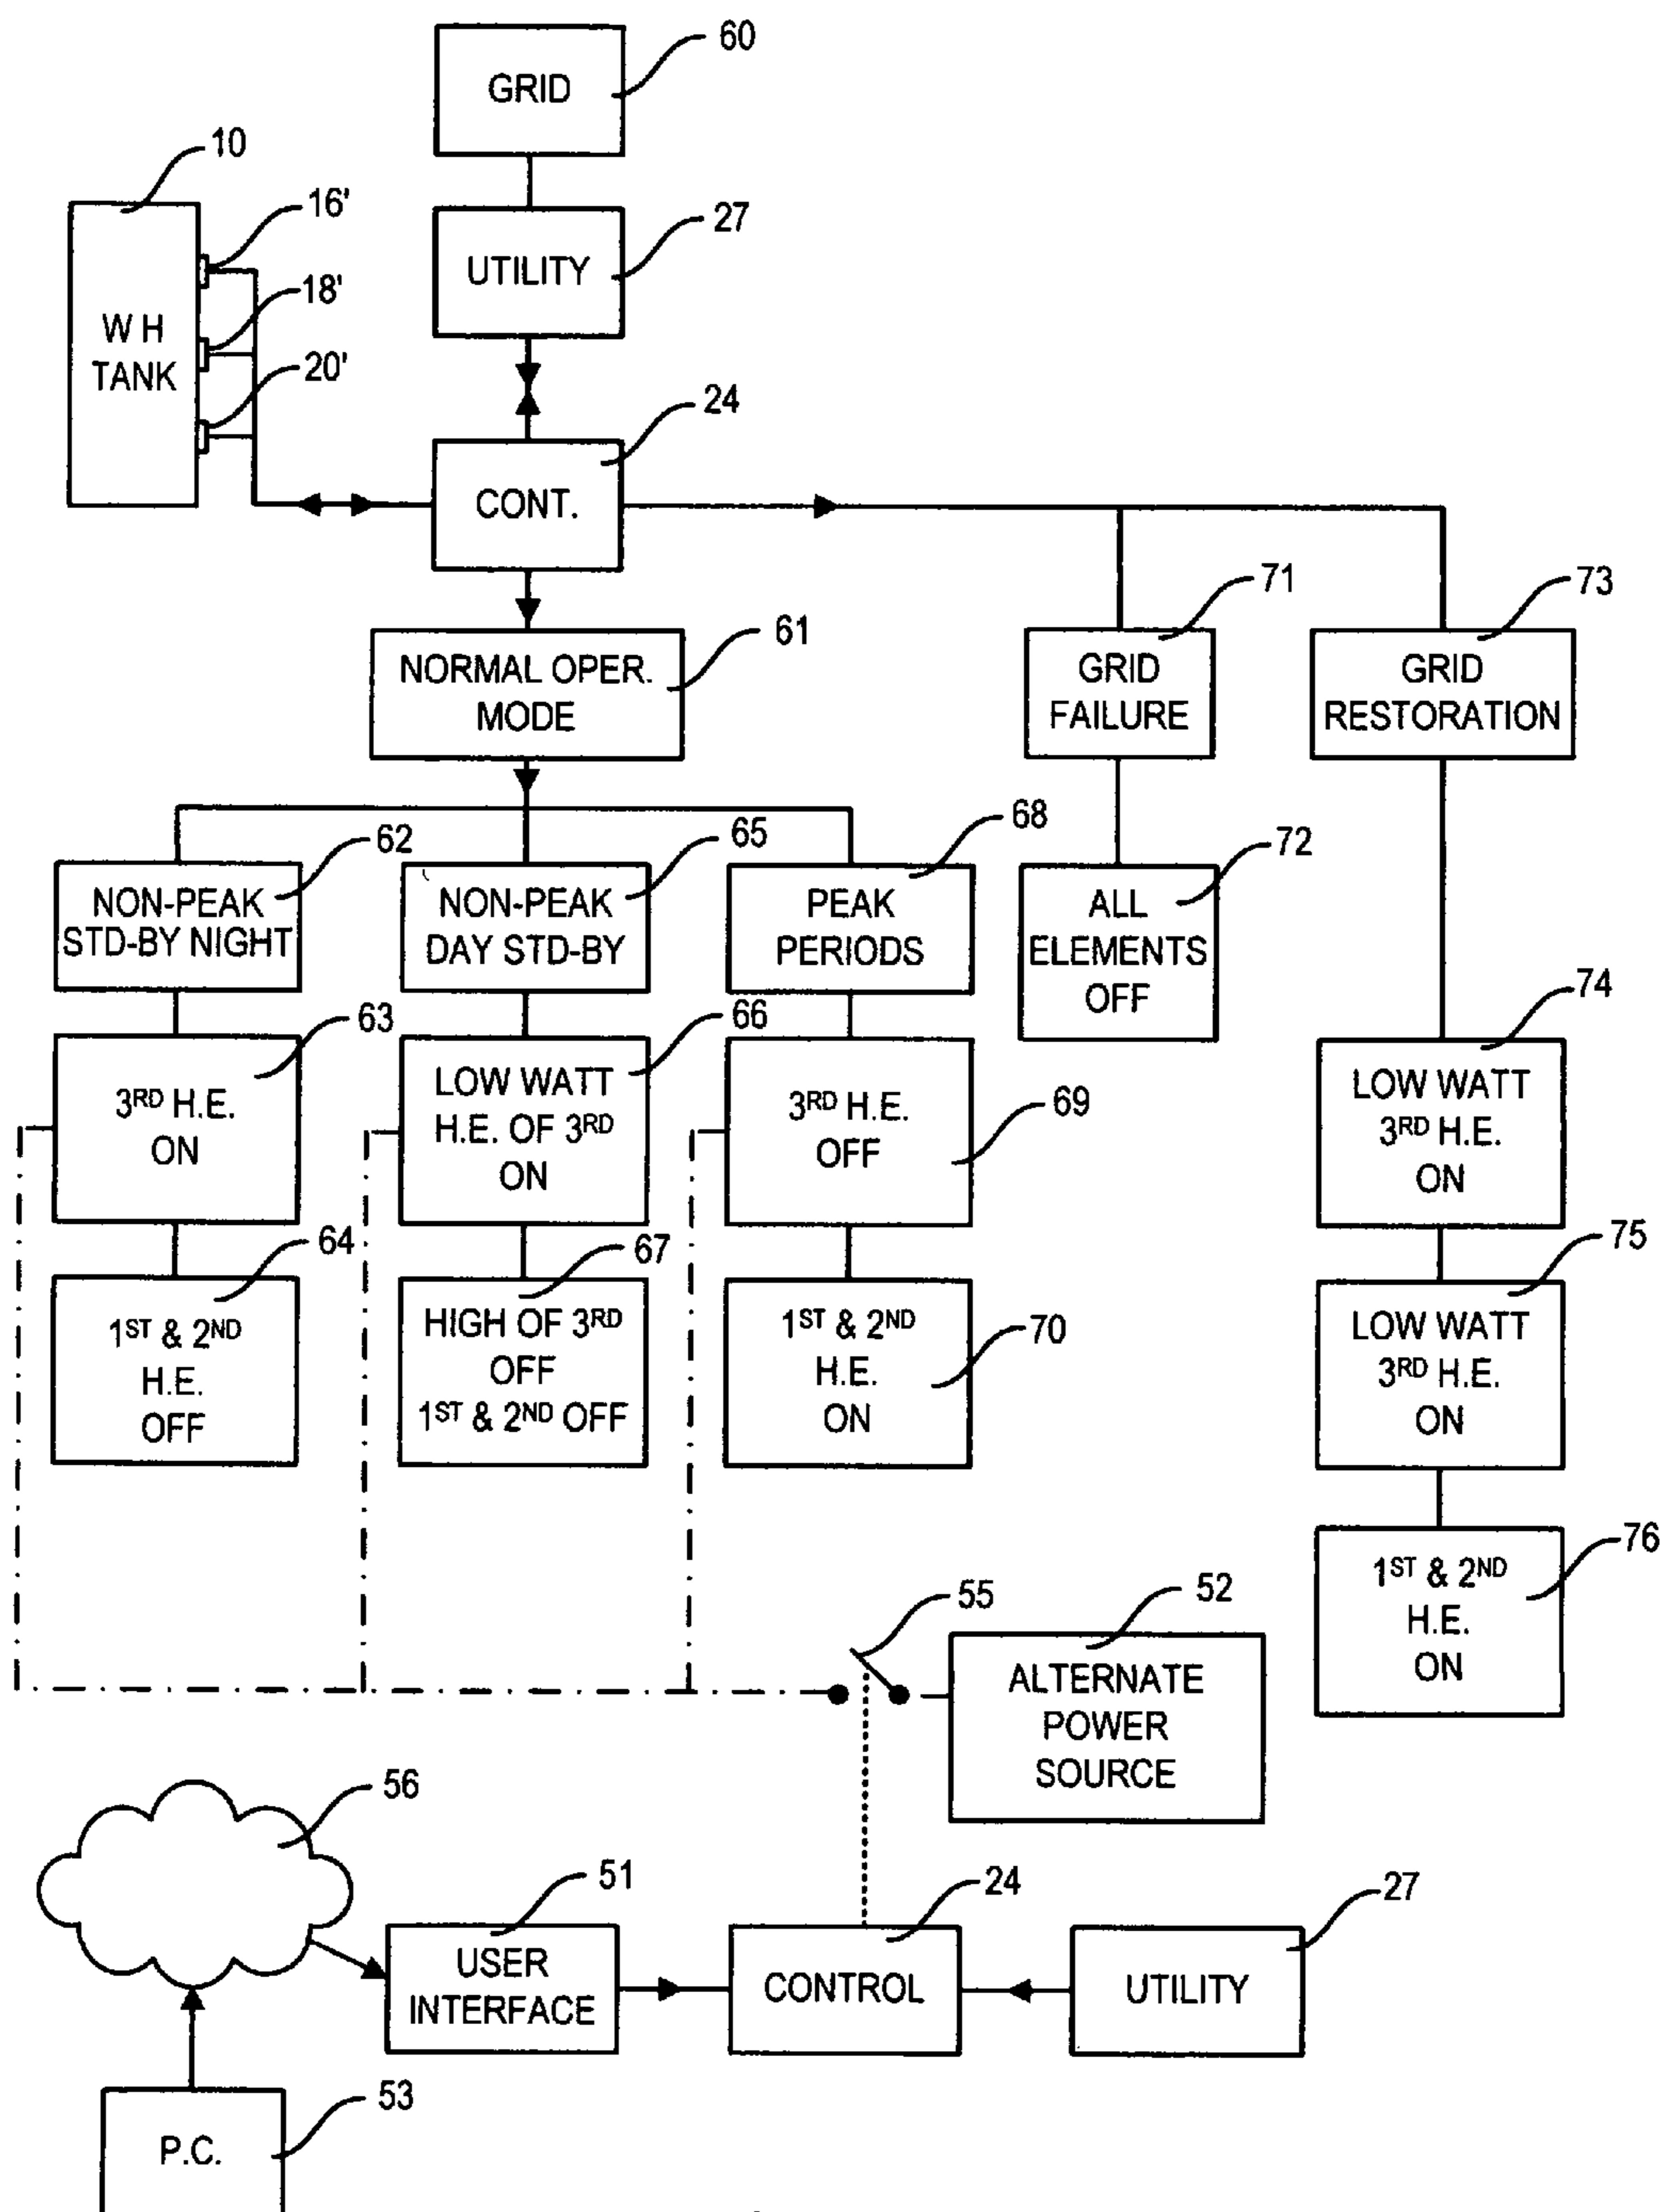 60
GRID
10
16'
27
UTILITY
18'
W H
TANK
20'
24
CONT.
71
73
61
NORMAL OPER.
MODE
GRID
FAILURE
GRID
RESTORATION
62
65
68
72
NON-PEAK
STD-BY NIGHT
NON-PEAK
DAY STD-BY
PEAK
PERIODS
ALL
ELEMENTS
OFF
63
66
69
74
3RD H.E.
ON
LOW WATT
H.E. OF 3RD
ON
3RD H.E.
OFF
LOW WATT
3RD H.E.
ON
64
67
70
75
1ST & 2ND
H.E.
OFF
HIGH OF 3RD
OFF
1ST & 2ND OFF
1ST & 2ND
H.E.
ON
LOW WATT
3RD H.E.
ON
76
1ST & 2ND
H.E.
ON
55
52
ALTERNATE
POWER
SOURCE
56
51
24
27
USER
INTERFACE
CONTROL
UTILITY
53
P.C.